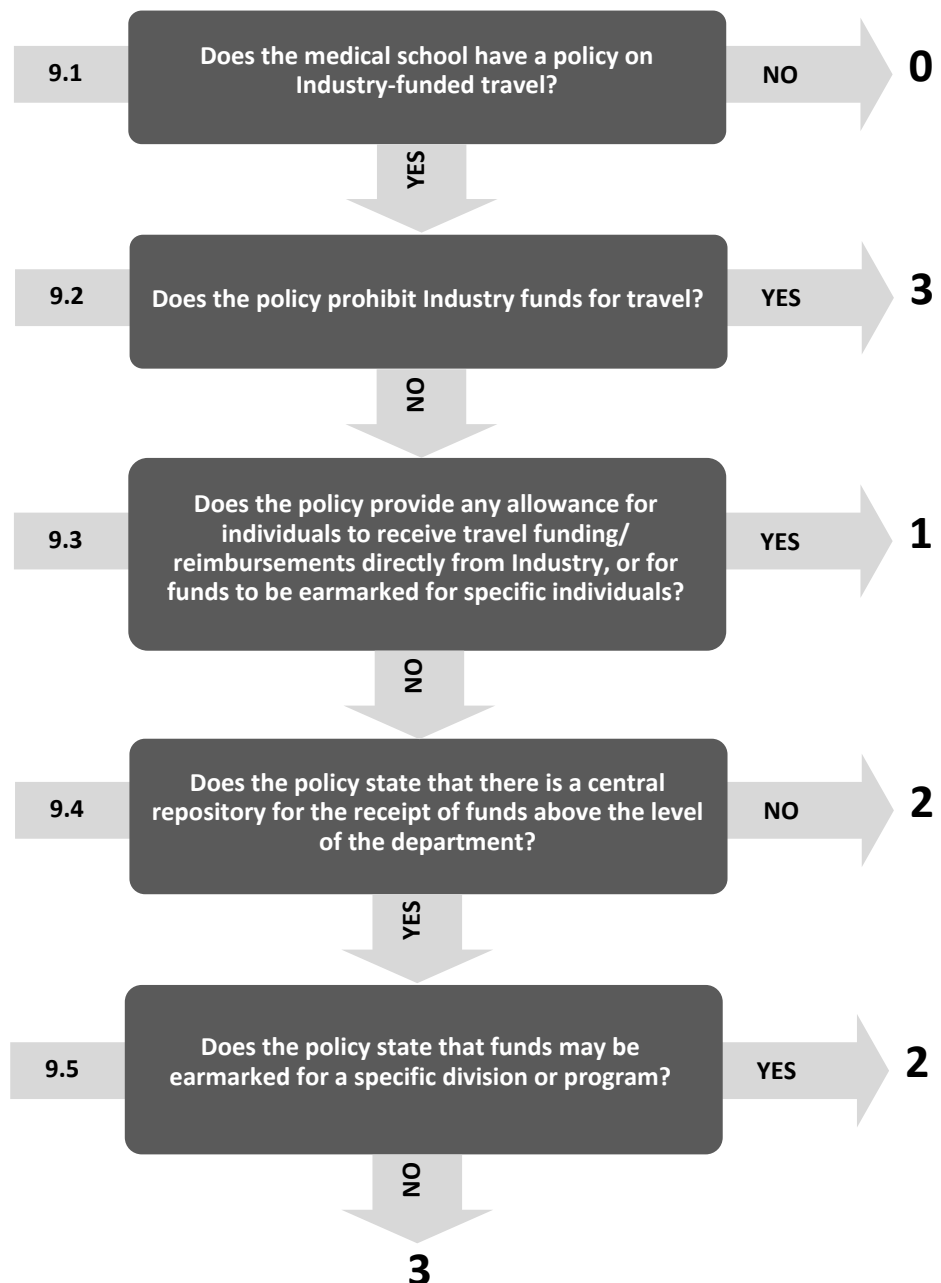 9.1
Does the medical school have a policy on
Industry-funded travel?
NO
0
YES
9.2
Does the policy prohibit Industry funds for travel?
YES
3
NO
9.3
Does the policy provide any allowance for
individuals to receive travel funding/
reimbursements directly from Industry, or for
funds to be earmarked for specific individuals?
YES
1
NO
9.4
Does the policy state that there is a central
repository for the receipt of funds above the level
of the department?
NO
2
YES
9.5
Does the policy state that funds may be
earmarked for a specific division or program?
YES
2
NO
3